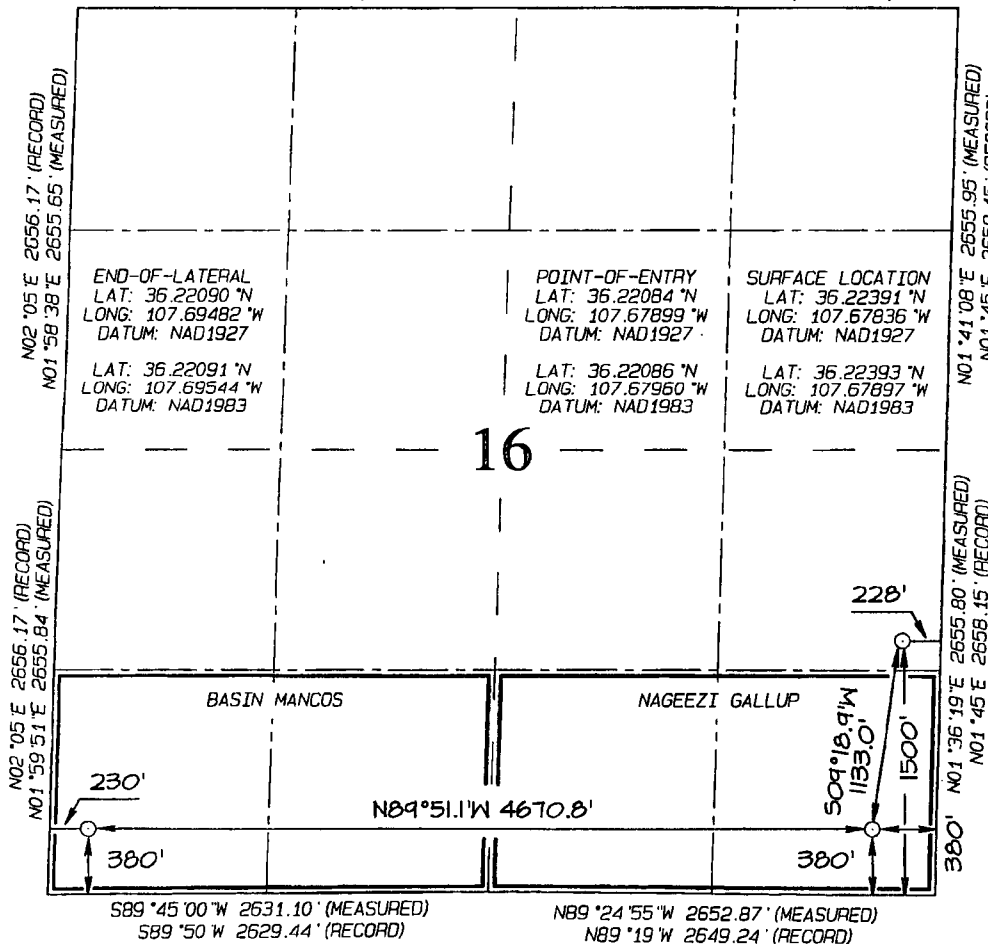 N02°05'E 2656.17' (RECORD)
N01°58'38"E 2655.65' (MEASURED)
N01°41'08"E 2655.95' (MEASURED)
END-OF-LATERAL
LAT: 36.22090 °N
LONG: 107.69482 °W
DATUM: NAD1927
LAT: 36.22091 °N
LONG: 107.69544 °W
DATUM: NAD1983
POINT-OF-ENTRY
LAT: 36.22084 °N
LONG: 107.67899 °W
DATUM: NAD1927
LAT: 36.22086 °N
LONG: 107.67960 °W
DATUM: NAD1983
SURFACE LOCATION
LAT: 36.22391 °N
LONG: 107.67836 °W
DATUM: NAD1927
LAT: 36.22393 °N
LONG: 107.67897 °W
DATUM: NAD1983
16
N02°05'E 2656.17' (RECORD)
N01°59'51"E 2655.84' (MEASURED)
N01°36'19"E 2655.80' (MEASURED)
N01°45'E 2658.15' (RECORD)
228'
BASIN MANCOS
NAGEEZI GALLUP
S09°18.9'W
1133.0'
1500'
230'
N89°51.1'W 4670.8'
380'
380'
380'
S89°45'00"W 2631.10' (MEASURED)
S89°50'W 2629.44' (RECORD)
N89°24'55"W 2652.87' (MEASURED)
N89°19'W 2649.24' (RECORD)